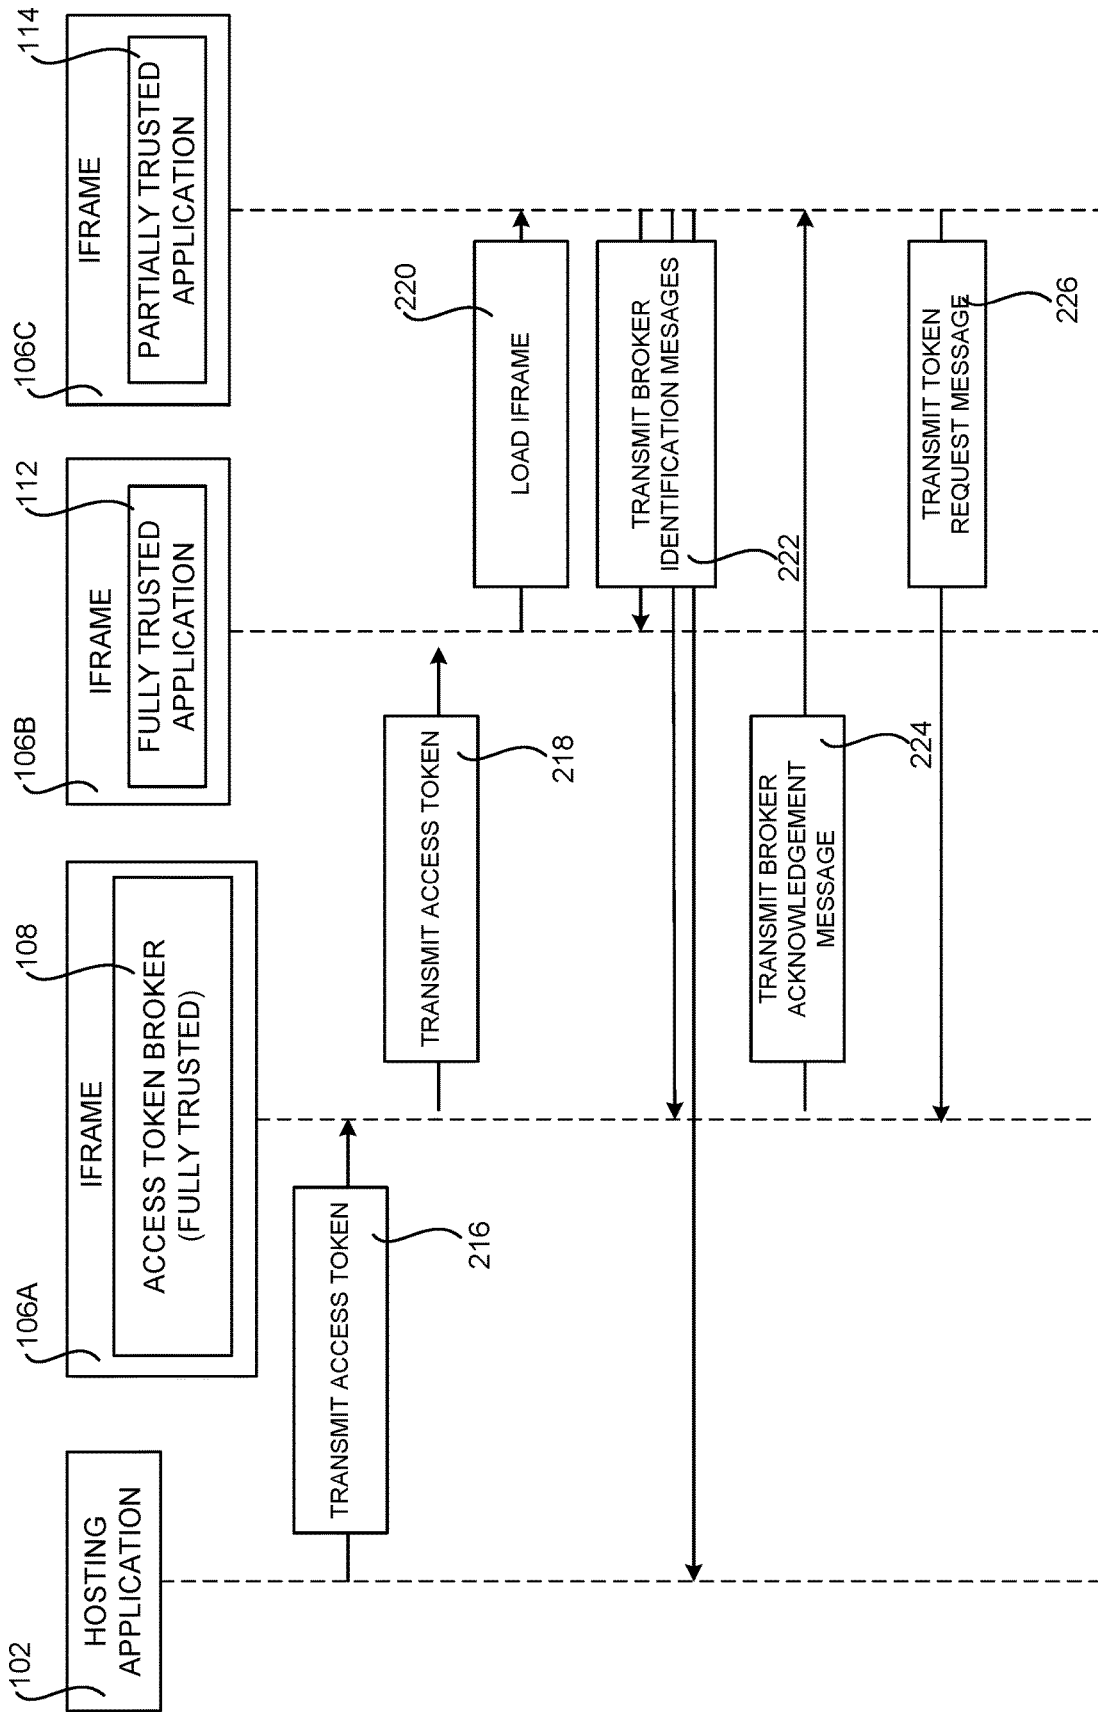 102
HOSTING
APPLICATION
106A
108
IFRAME
ACCESS TOKEN BROKER
(FULLY TRUSTED)
106B
112
IFRAME
FULLY TRUSTED
APPLICATION
106C
114
IFRAME
PARTIALLY TRUSTED
APPLICATION
TRANSMIT ACCESS TOKEN
216
TRANSMIT ACCESS TOKEN
218
LOAD IFRAME
220
TRANSMIT BROKER
IDENTIFICATION MESAGES
222
TRANSMIT BROKER
ACKNOWLEDGEMENT
MESSAGE
224
TRANSMIT TOKEN
REQUEST MESSAGE
226